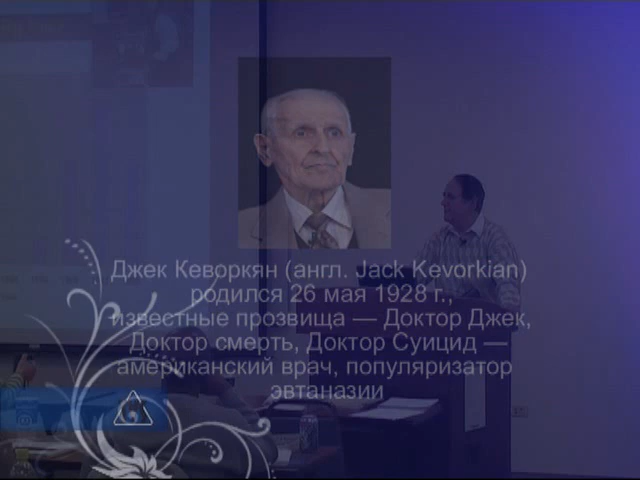 Джек Кеворкян (англ. Jack Kevorkian)
родился 26 мая 1928 г.,
известные прозвища — Доктор Джек,
Доктор смерть, Доктор Суицид —
американский врач, популяризатор
эвтаназии